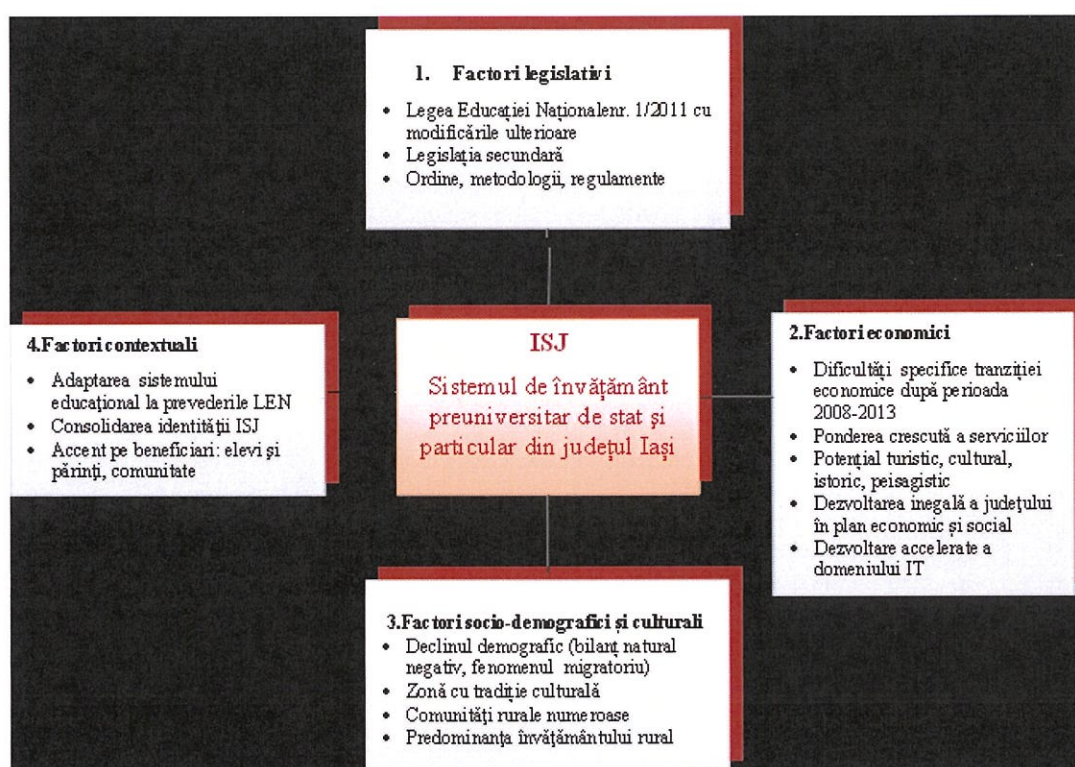 1. Factori legislativi
• Legea Educației Naționalenr. 1/2011 cu
modificările ulterioare
• Legislația secundară
• Ordine, metodologii, regulamente
4.Factori contextuali
• Adaptarea sistemului
educațional la prevederile LEN
• Consolidarea identității ISJ
• Accent pe beneficiari: elevi și
părinți, comunitate
ISJ
Sistemul de învățământ
preuniversitar de stat și
particular din județul Iași
2.Factori economici
• Dificultăți specifice tranziției
economice după perioada
2008-2013
• Ponderea crescută a serviciilor
• Potențial turistic, cultural,
istoric, peisagistic
• Dezvoltarea inegală a județului
în plan economic și social
• Dezvoltare accelerate a
domeniului IT
3.Factori socio-demografici și culturali
• Declinul demografic (bilanț natural
negativ, fenomenul migratoriu)
• Zonă cu tradiție culturală
• Comunități rurale numeroase
• Predominanța învățământului rural